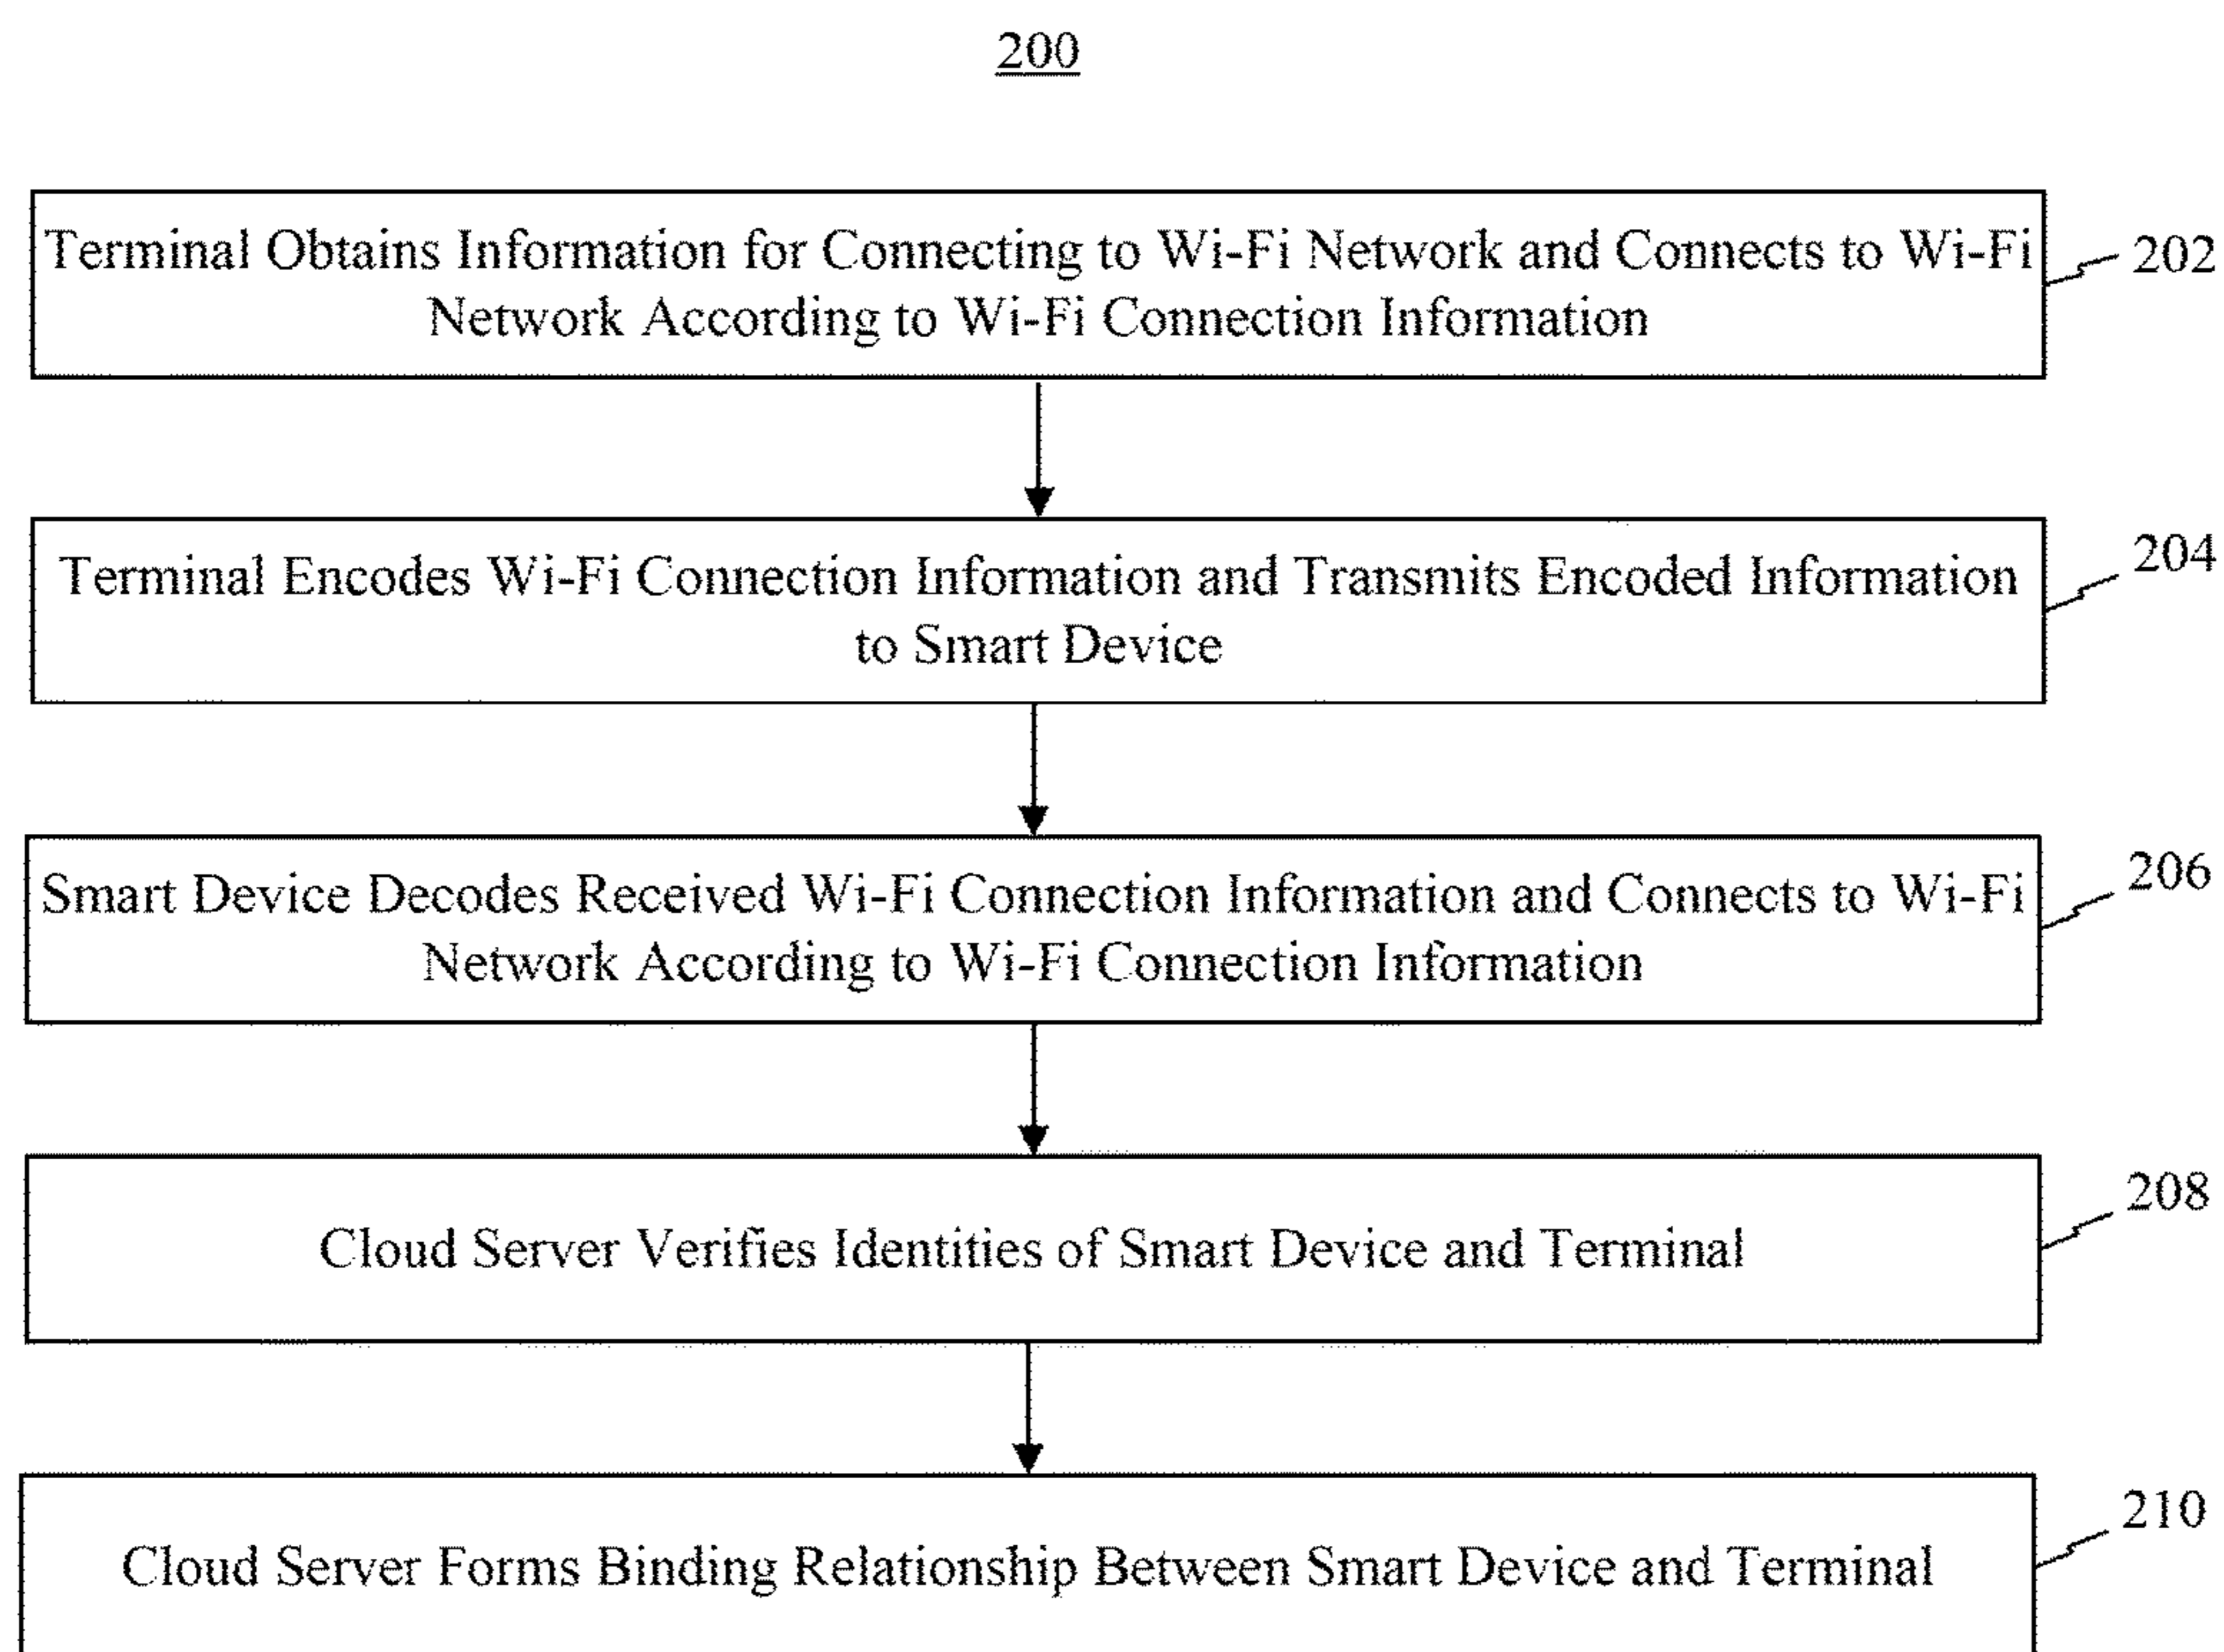 200
Terminal Obtains Information for Connecting to Wi-Fi Network and Connects to Wi-Fi
Network According to Wi-Fi Connection Information
202
Terminal Encodes Wi-Fi Connection Information and Transmits Encoded Information
to Smart Device
204
Smart Device Decodes Received Wi-Fi Connection Information and Connects to Wi-Fi
Network According to Wi-Fi Connection Information
206
Cloud Server Verifies Identities of Smart Device and Terminal
208
Cloud Server Forms Binding Relationship Between Smart Device and Terminal
210